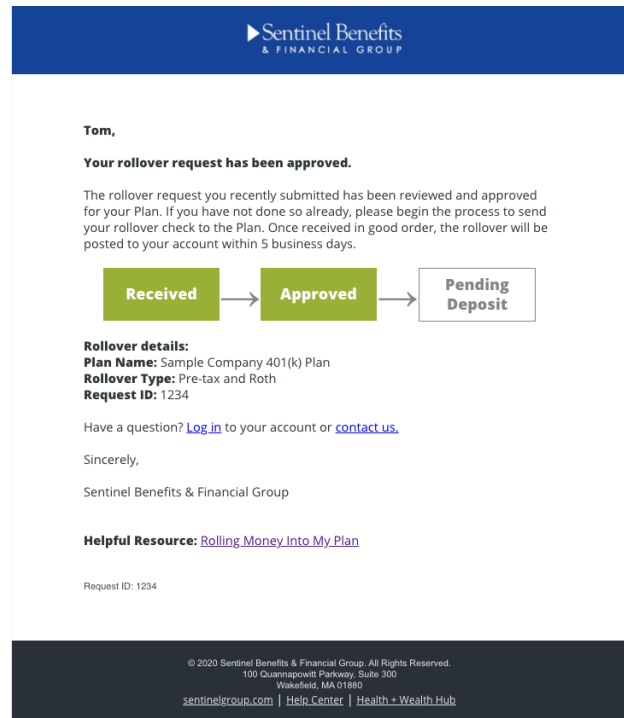 Sentinel Benefits
& FINANCIAL GROUP
Tom,
Your rollover request has been approved.
The rollover request you recently submitted has been reviewed and approved
for your Plan. If you have not done so already, please begin the process to send
your rollover check to the Plan. Once received in good order, the rollover will be
posted to your account within 5 business days.
Received
Approved
Pending
Deposit
Rollover details:
Plan Name: Sample Company 401(k) Plan
Rollover Type: Pre-tax and Roth
Request ID: 1234
Have a question? Log in to your account or contact us.
Sincerely,
Sentinel Benefits & Financial Group
Helpful Resource: Rolling Money Into My Plan
Request ID: 1234
© 2020 Sentinel Benefits & Financial Group. All Rights Reserved.
100 Quannapowitt Parkway, Suite 300
Wakefield, MA 01880
sentinelgroup.com | Help Center | Health + Wealth Hub